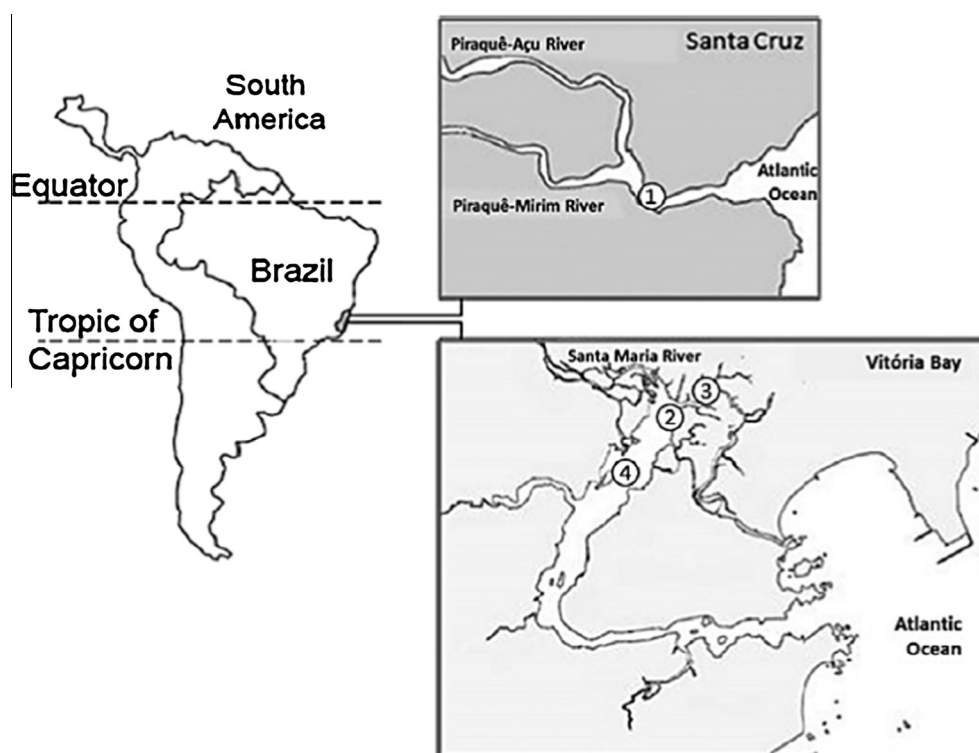 South
America
Equator
Brazil
Tropic of
Capricorn
Piraquê-Açu River
Santa Cruz
Atlantic
Ocean
Piraquê-Mirim River
1
Santa Maria River
Vitória Bay
3
2
4
Atlantic
Ocean